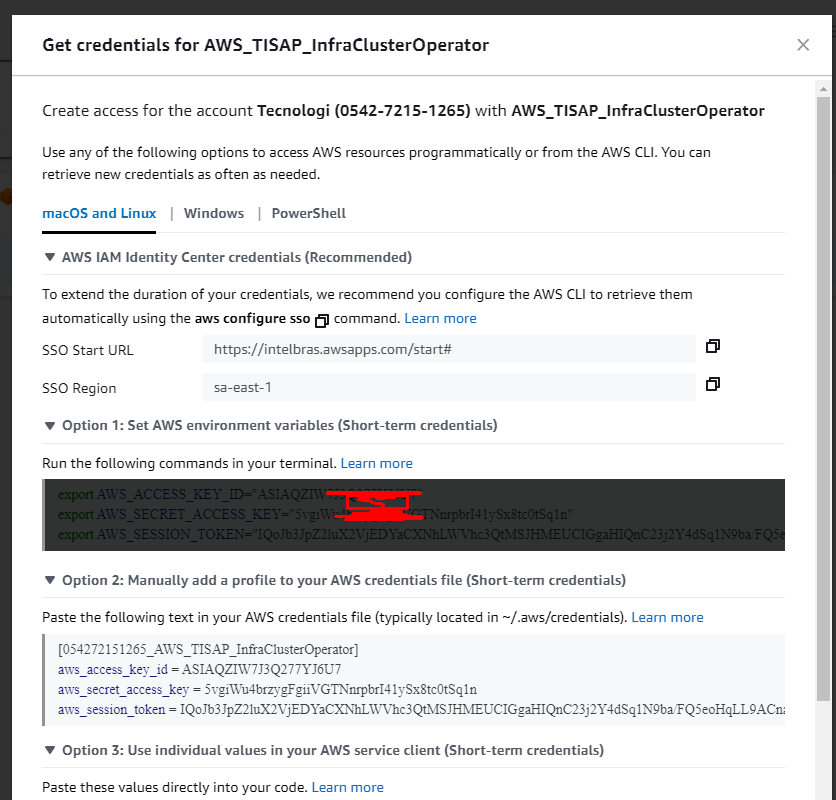 Get credentials for AWS_TISAP_InfraClusterOperator
Create access for the account Tecnologi (0542-7215-1265) with AWS_TISAP_InfraClusterOperator
Use any of the following options to access AWS resources programmatically or from the AWS CLI. You can
retrieve new credentials as often as needed.
macOS and Linux | Windows | PowerShell
AWS IAM Identity Center credentials (Recommended)
To extend the duration of your credentials, we recommend you configure the AWS CLI to retrieve them
automatically using the aws configure sso command. Learn more
SSO Start URL https://intelbras.awsapps.com/start#
SSO Region sa-east-1
Option 1: Set AWS environment variables (Short-term credentials)
Run the following commands in your terminal. Learn more
export AWS_ACCESS_KEY_ID="ASIAQZIW
export AWS_SECRET_ACCESS_KEY="5vgiW GTNnrpbrI41ySx8tc0tSq1n"
export AWS_SESSION_TOKEN="IQoJb3JpZ2luX2VjEDYaCXNhLWVhc3QtMSJHMEUCIGgaHIQnC23j2Y4dSq1N9ba/FQ5e
Option 2: Manually add a profile to your AWS credentials file (Short-term credentials)
Paste the following text in your AWS credentials file (typically located in ~/.aws/credentials). Learn more
[054272151265_AWS_TISAP_InfraClusterOperator]
aws_access_key_id = ASIAQZIW7J3Q277YJ6U7
aws_secret_access_key = 5vgiWu4brzygFgiiVGTNnrpbrI41ySx8tc0tSq1n
aws_session_token = IQoJb3JpZ2luX2VjEDYaCXNhLWVhc3QtMSJHMEUCIGgaHIQnC23j2Y4dSq1N9ba/FQ5eoHqLL9ACna
Option 3: Use individual values in your AWS service client (Short-term credentials)
Paste these values directly into your code. Learn more